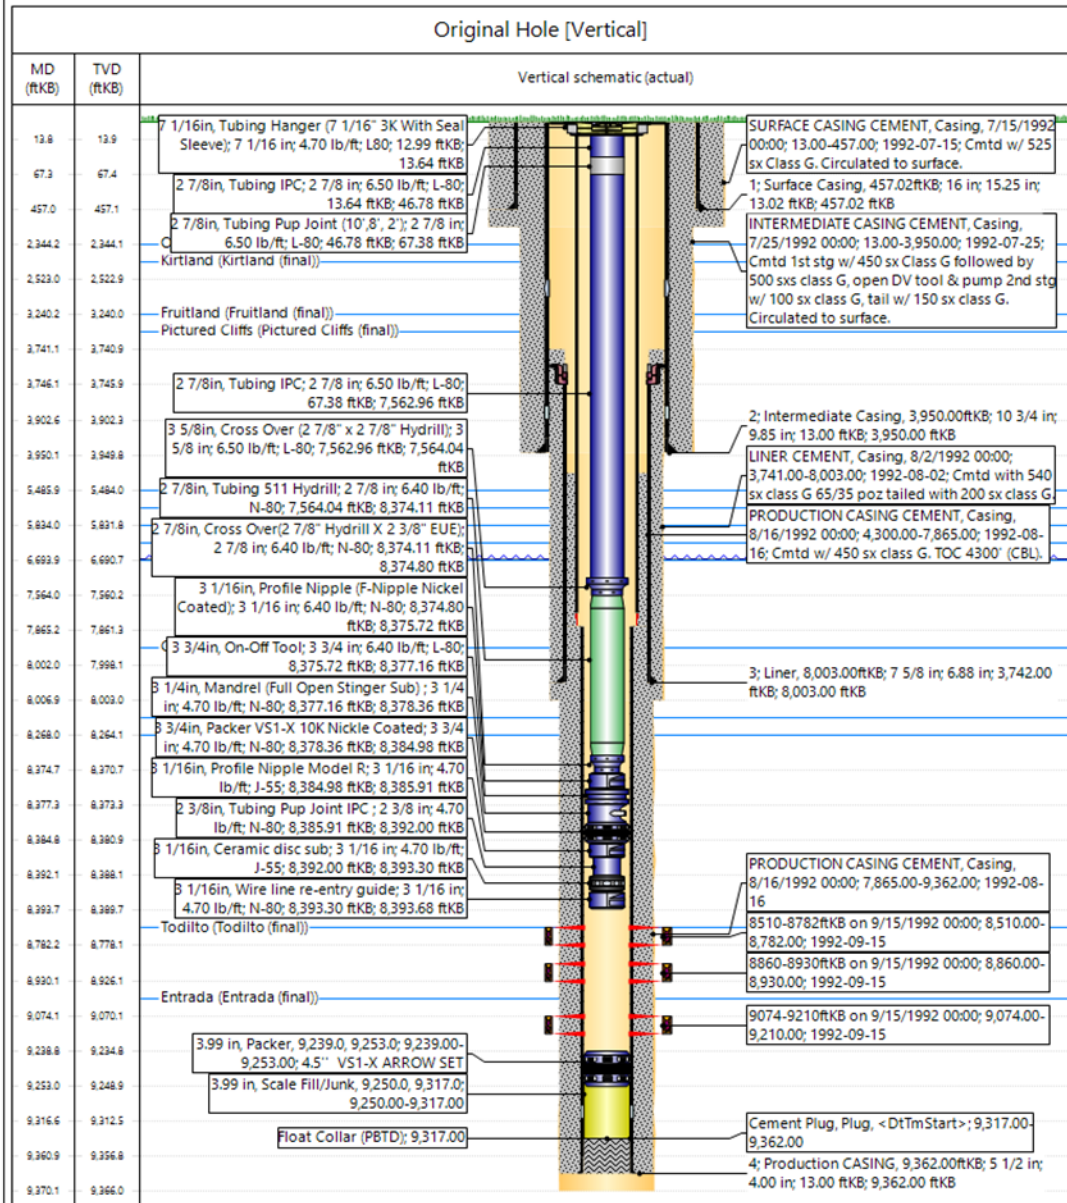 Original Hole [Vertical]
MD
(ftKB)
TVD
(ftKB)
Vertical schematic (actual)
13.8 13.9
67.3 67.4
457.0 457.1
2,344.2 2,344.1
2,523.0 2,522.9
3,240.2 3,240.0
3,741.1 3,740.9
3,746.1 3,745.9
3,902.6 3,902.3
3,950.1 3,949.8
5,485.9 5,484.0
5,834.0 5,831.8
6,693.9 6,690.7
7,564.0 7,560.2
7,865.2 7,861.3
8,002.0 7,998.1
8,006.9 8,003.0
8,268.0 8,264.1
8,374.7 8,370.7
8,377.3 8,373.3
8,384.8 8,380.9
8,392.1 8,388.1
8,393.7 8,389.7
8,782.2 8,778.1
8,930.1 8,926.1
9,074.1 9,070.1
9,238.8 9,234.8
9,253.0 9,248.9
9,316.6 9,312.5
9,360.9 9,356.8
9,370.1 9,366.0
7 1/16in, Tubing Hanger (7 1/16" 3K With Seal
Sleeve); 7 1/16 in; 4.70 lb/ft; L80; 12.99 ftKB;
13.64 ftKB
2 7/8in, Tubing IPC; 2 7/8 in; 6.50 lb/ft; L-80;
13.64 ftKB; 46.78 ftKB
2 7/8in, Tubing Pup Joint (10',8', 2'); 2 7/8 in;
6.50 lb/ft; L-80; 46.78 ftKB; 67.38 ftKB
Kirtland (Kirtland (final))
Fruitland (Fruitland (final))
Pictured Cliffs (Pictured Cliffs (final))
2 7/8in, Tubing IPC; 2 7/8 in; 6.50 lb/ft; L-80;
67.38 ftKB; 7,562.96 ftKB
3 5/8in, Cross Over (2 7/8" x 2 7/8" Hydrill); 3
5/8 in; 6.50 lb/ft; L-80; 7,562.96 ftKB; 7,564.04
ftKB
2 7/8in, Tubing 511 Hydrill; 2 7/8 in; 6.40 lb/ft;
N-80; 7,564.04 ftKB; 8,374.11 ftKB
2 7/8in, Cross Over(2 7/8" Hydrill X 2 3/8" EUE);
2 7/8 in; 6.40 lb/ft; N-80; 8,374.11 ftKB;
8,374.80 ftKB
3 1/16in, Profile Nipple (F-Nipple Nickel
Coated); 3 1/16 in; 6.40 lb/ft; N-80; 8,374.80
ftKB; 8,375.72 ftKB
3 3/4in, On-Off Tool; 3 3/4 in; 6.40 lb/ft; L-80;
8,375.72 ftKB; 8,377.16 ftKB
3 1/4in, Mandrel (Full Open Stinger Sub) ; 3 1/4
in; 4.70 lb/ft; N-80; 8,377.16 ftKB; 8,378.36 ftKB
3 3/4in, Packer VS1-X 10K Nickle Coated; 3 3/4
in; 4.70 lb/ft; N-80; 8,378.36 ftKB; 8,384.98 ftKB
3 1/16in, Profile Nipple Model R; 3 1/16 in; 4.70
lb/ft; J-55; 8,384.98 ftKB; 8,385.91 ftKB
2 3/8in, Tubing Pup Joint IPC ; 2 3/8 in; 4.70
lb/ft; N-80; 8,385.91 ftKB; 8,392.00 ftKB
3 1/16in, Ceramic disc sub; 3 1/16 in; 4.70 lb/ft;
J-55; 8,392.00 ftKB; 8,393.30 ftKB
3 1/16in, Wire line re-entry guide; 3 1/16 in;
4.70 lb/ft; N-80; 8,393.30 ftKB; 8,393.68 ftKB
Todilto (Todilto (final))
Entrada (Entrada (final))
3.99 in, Packer, 9,239.0, 9,253.0; 9,239.00-
9,253.00; 4.5'' VS1-X ARROW SET
3.99 in, Scale Fill/Junk, 9,250.0, 9,317.0;
9,250.00-9,317.00
Float Collar (PBTD); 9,317.00
SURFACE CASING CEMENT, Casing, 7/15/1992
00:00; 13.00-457.00; 1992-07-15; Cmtd w/ 525
sx Class G. Circulated to surface.
1; Surface Casing, 457.02ftKB; 16 in; 15.25 in;
13.02 ftKB; 457.02 ftKB
INTERMEDIATE CASING CEMENT, Casing,
7/25/1992 00:00; 13.00-3,950.00; 1992-07-25;
Cmtd 1st stg w/ 450 sx Class G followed by
500 sxs class G, open DV tool & pump 2nd stg
w/ 100 sx class G, tail w/ 150 sx class G.
Circulated to surface.
2; Intermediate Casing, 3,950.00ftKB; 10 3/4 in;
9.85 in; 13.00 ftKB; 3,950.00 ftKB
LINER CEMENT, Casing, 8/2/1992 00:00;
3,741.00-8,003.00; 1992-08-02; Cmtd with 540
sx class G 65/35 poz tailed with 200 sx class G.
PRODUCTION CASING CEMENT, Casing,
8/16/1992 00:00; 4,300.00-7,865.00; 1992-08-
16; Cmtd w/ 450 sx class G. TOC 4300' (CBL).
3; Liner, 8,003.00ftKB; 7 5/8 in; 6.88 in; 3,742.00
ftKB; 8,003.00 ftKB
PRODUCTION CASING CEMENT, Casing,
8/16/1992 00:00; 7,865.00-9,362.00; 1992-08-
16
8510-8782ftKB on 9/15/1992 00:00; 8,510.00-
8,782.00; 1992-09-15
8860-8930ftKB on 9/15/1992 00:00; 8,860.00-
8,930.00; 1992-09-15
9074-9210ftKB on 9/15/1992 00:00; 9,074.00-
9,210.00; 1992-09-15
Cement Plug, Plug, <DtTmStart>; 9,317.00-
9,362.00
4; Production CASING, 9,362.00ftKB; 5 1/2 in;
4.00 in; 13.00 ftKB; 9,362.00 ftKB